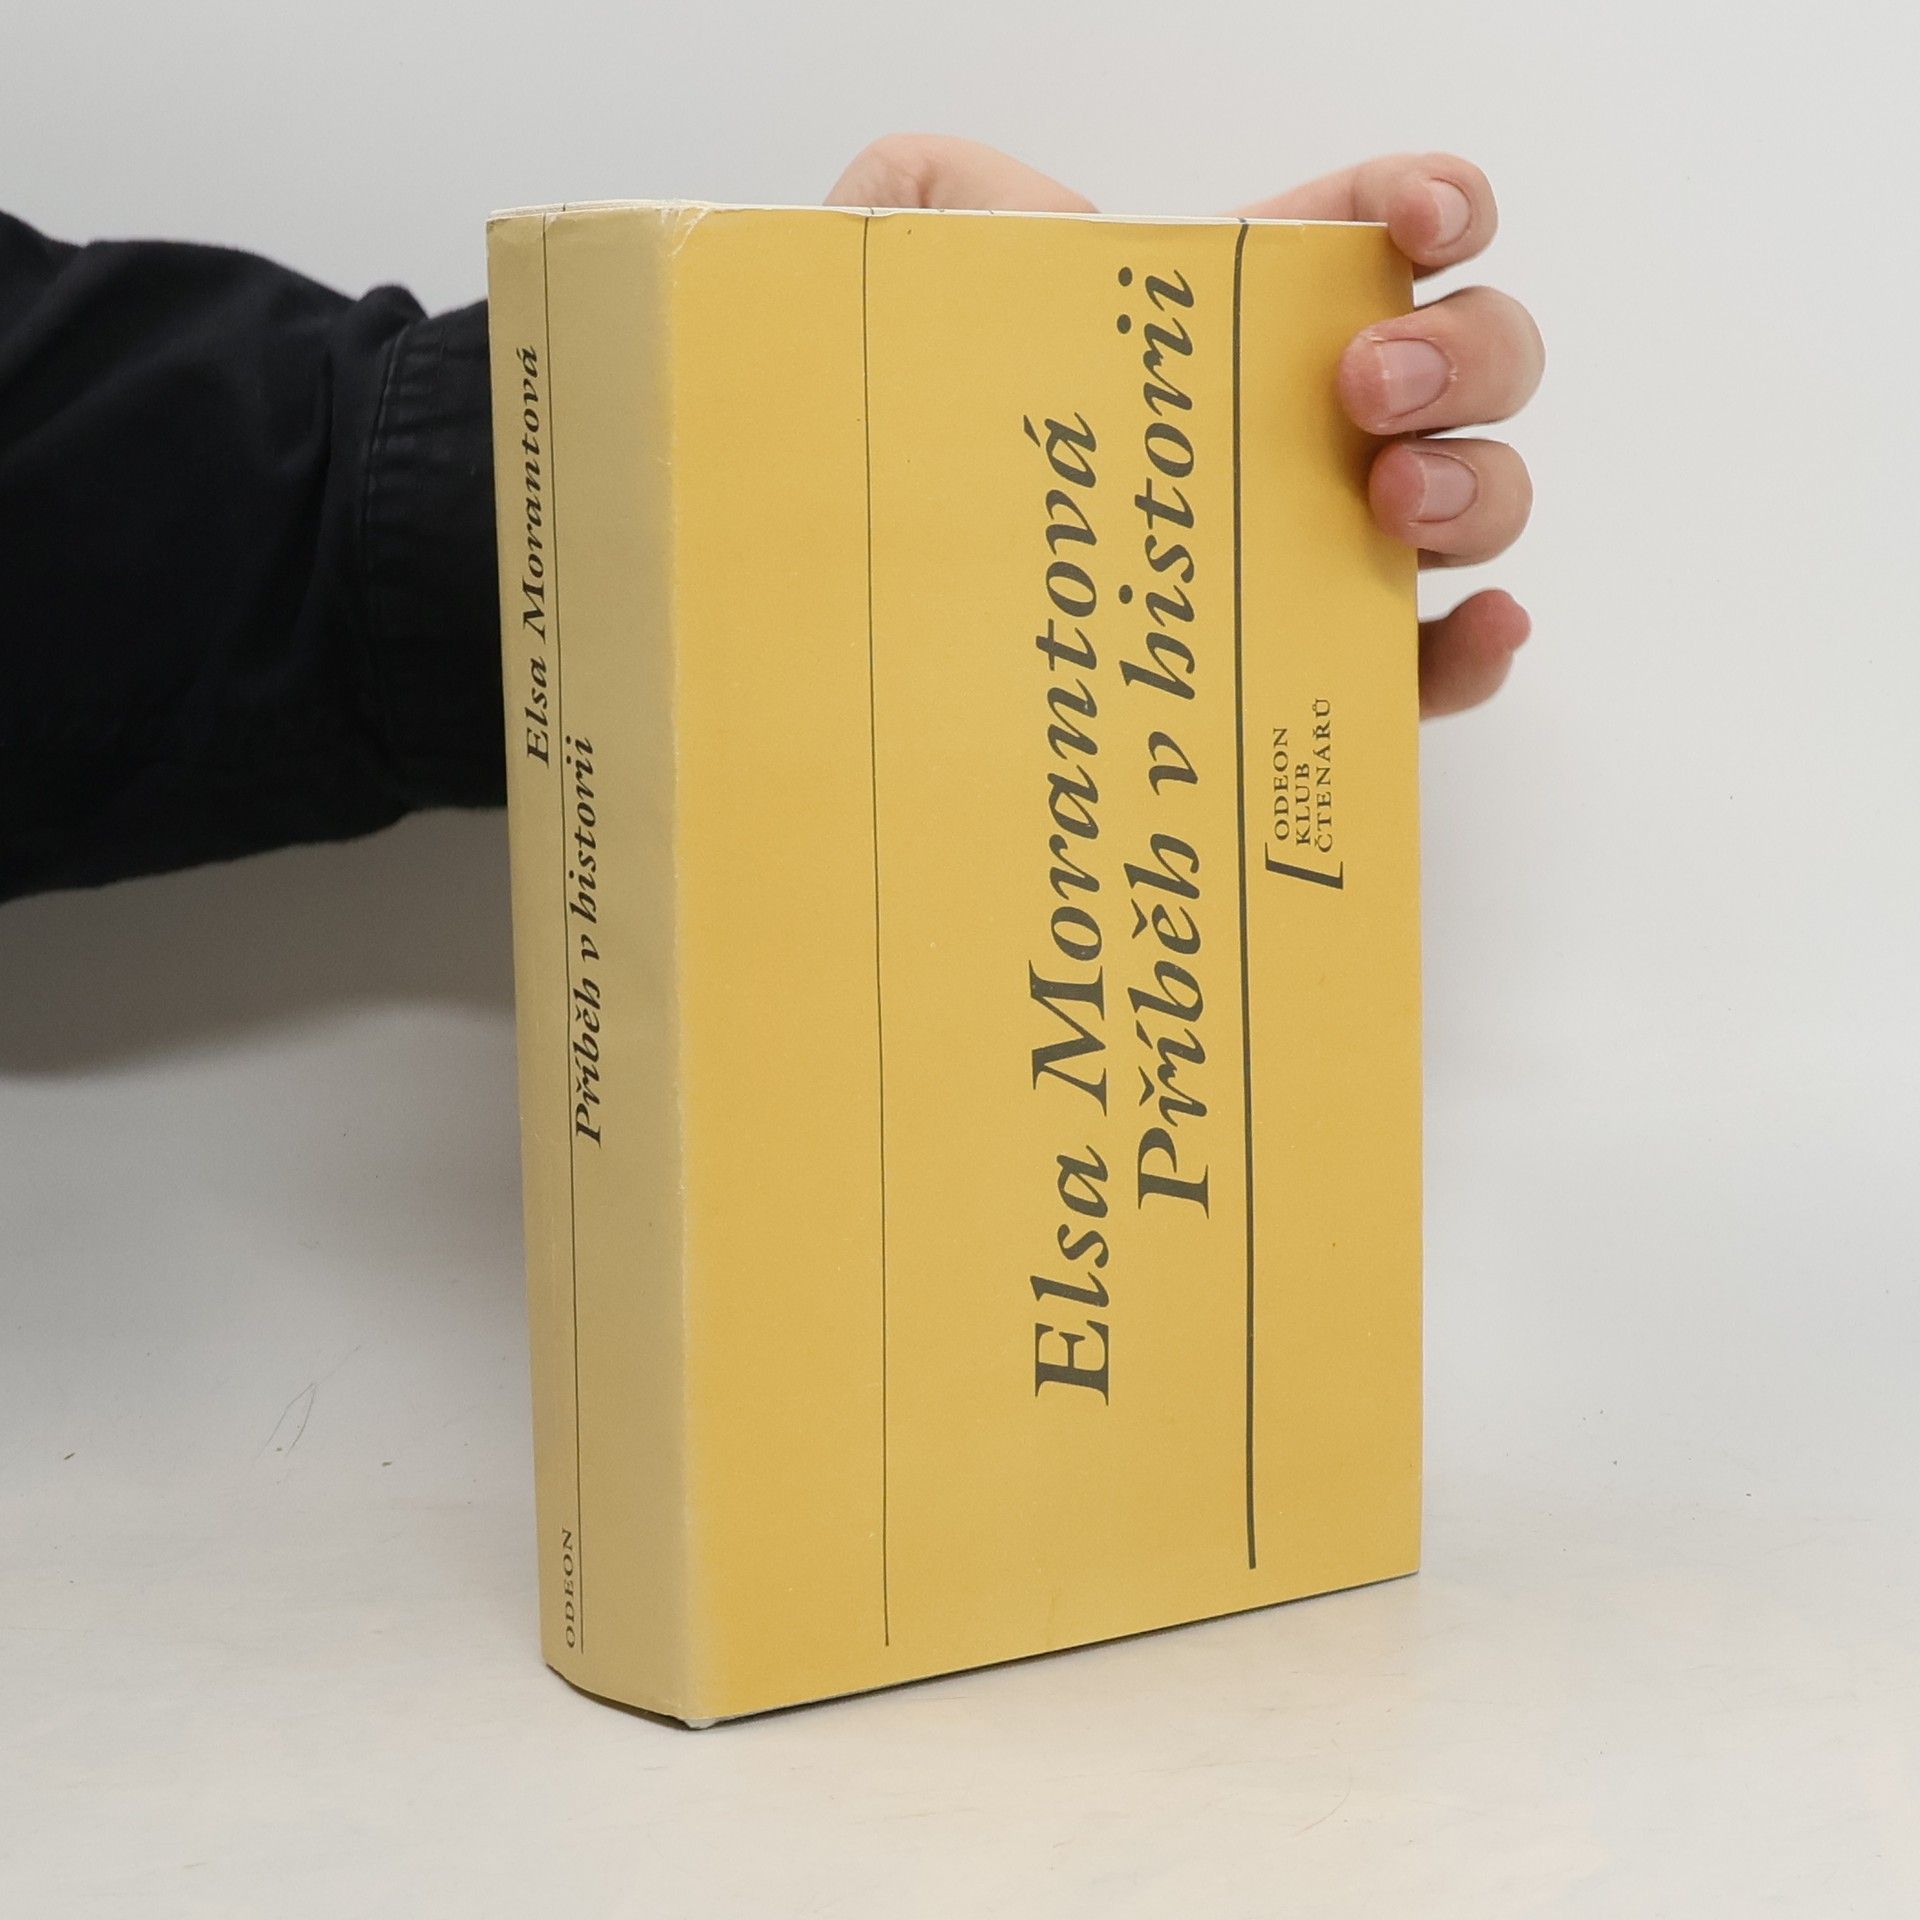 Elsa Morantová
Příběh v historii
ODEON
Elsa Morantová
Příběh v historii
ODEON
KLUB
ČTENÁŘŮ